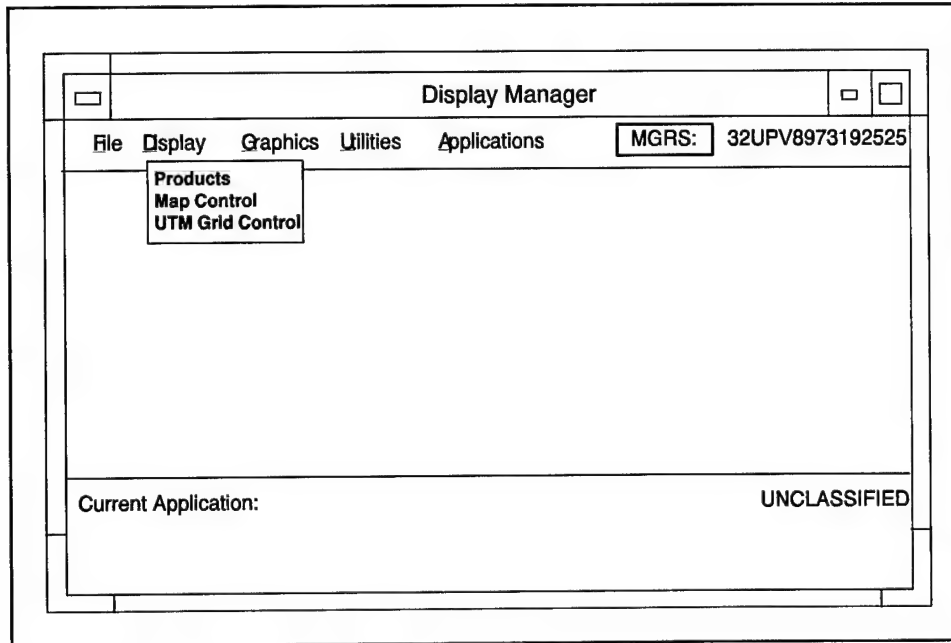 Display Manager
File Display Graphics Utilities Applications MGRS: 32UPV8973192525
Products
Map Control
UTM Grid Control
Current Application: UNCLASSIFIED